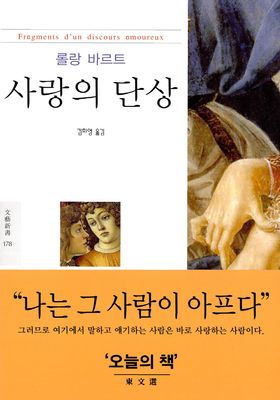 Fragments d'un discours amoureux
롤랑 바르트
사랑의 단상
김희영 옮김
文藝新書
178
“나는 그 사람이 아프다”
그러므로 여기에서 말하고 얘기하는 사람은 바로 사랑하는 사람이다.
‘오늘의 책’
東文選